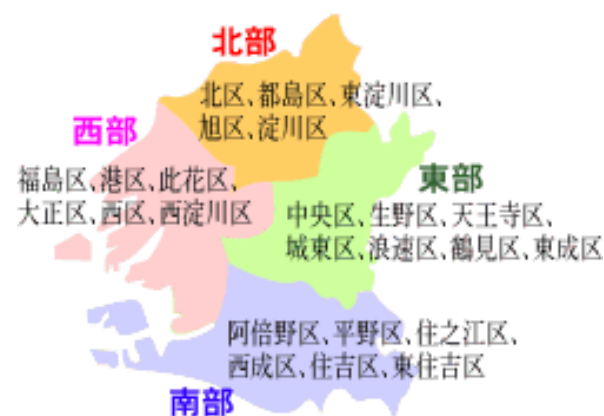 北部
北区、都島区、東淀川区、
旭区、淀川区
西部
福島区、港区、此花区、
大正区、西区、西淀川区
東部
中央区、生野区、天王寺区、
城東区、浪速区、鶴見区、東成区
阿倍野区、平野区、住之江区、
西成区、住吉区、東住吉区
南部